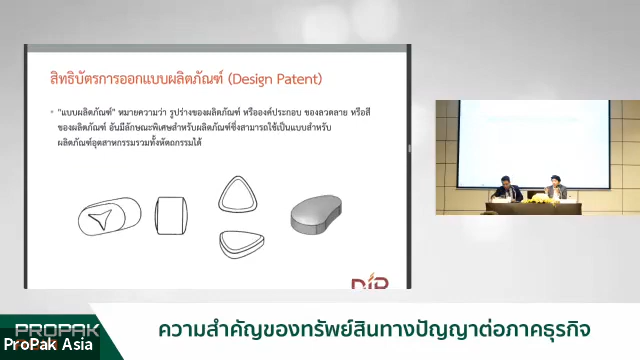 สิทธิบัตรการออกแบบผลิตภัณฑ์ (Design Patent)
"แบบผลิตภัณฑ์" หมายความว่า รูปร่างของผลิตภัณฑ์ หรือองค์ประกอบ ของลวดลาย หรือสี
ของผลิตภัณฑ์ อันมีลักษณะพิเศษสำหรับผลิตภัณฑ์ซึ่งสามารถใช้เป็นแบบสำหรับ
ผลิตภัณฑ์อุตสาหกรรมรวมทั้งหัตถกรรมได้
DIP
PROPAK
ProPak Asia
ความสำคัญของทรัพย์สินทางปัญญาต่อภาคธุรกิจ